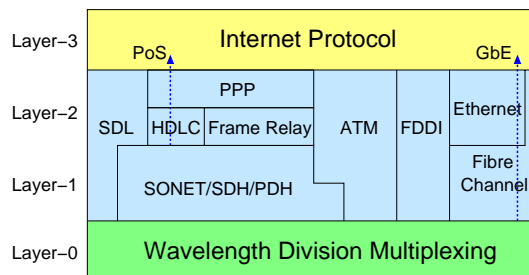 Layer−3 Internet Protocol
PoS GbE
PPP
Layer−2 SDL HDLC Frame Relay ATM FDDI Ethernet
Layer−1 SONET/SDH/PDH Fibre
Channel
Layer−0 Wavelength Division Multiplexing